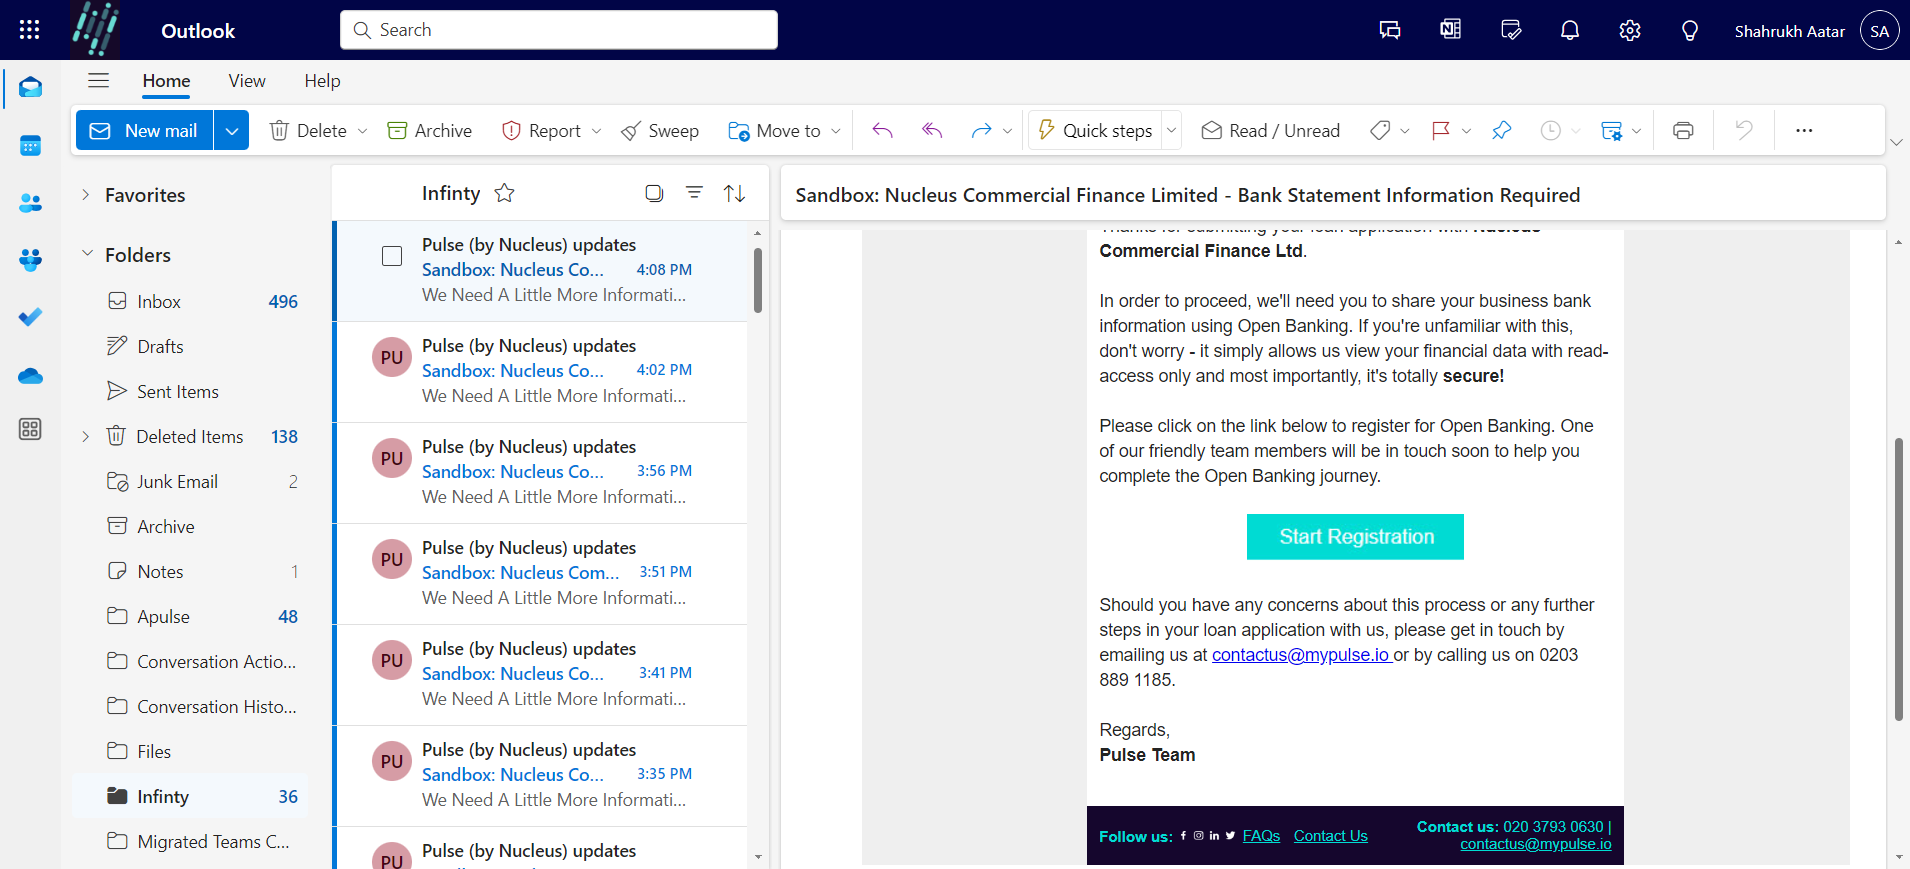 Outlook
Search
Shahrukh Aatar
SA
Home
View
Help
New mail
Delete
Archive
Report
Sweep
Move to
Quick steps
Read / Unread
Favorites
Folders
Inbox 496
Drafts
Sent Items
Deleted Items 138
Junk Email 2
Archive
Notes 1
Apulse 48
Conversation Actio...
Conversation Histo...
Files
Infinty 36
Migrated Teams C...
Infinty
Pulse (by Nucleus) updates
Sandbox: Nucleus Co... 4:08 PM
We Need A Little More Informati...
PU
Pulse (by Nucleus) updates
Sandbox: Nucleus Co... 4:02 PM
We Need A Little More Informati...
PU
Pulse (by Nucleus) updates
Sandbox: Nucleus Co... 3:56 PM
We Need A Little More Informati...
PU
Pulse (by Nucleus) updates
Sandbox: Nucleus Com... 3:51 PM
We Need A Little More Informati...
PU
Pulse (by Nucleus) updates
Sandbox: Nucleus Co... 3:41 PM
We Need A Little More Informati...
PU
Pulse (by Nucleus) updates
Sandbox: Nucleus Co... 3:35 PM
We Need A Little More Informati...
PU
Pulse (by Nucleus) updates
Sandbox: Nucleus Commercial Finance Limited - Bank Statement Information Required
Thanks for submitting your loan application with Nucleus
Commercial Finance Ltd.
In order to proceed, we'll need you to share your business bank
information using Open Banking. If you're unfamiliar with this,
don't worry - it simply allows us view your financial data with read-
access only and most importantly, it's totally secure!
Please click on the link below to register for Open Banking. One
of our friendly team members will be in touch soon to help you
complete the Open Banking journey.
Start Registration
Should you have any concerns about this process or any further
steps in your loan application with us, please get in touch by
emailing us at contactus@mypulse.io or by calling us on 0203
889 1185.
Regards,
Pulse Team
Follow us: FAQs Contact Us
Contact us: 020 3793 0630 |
contactus@mypulse.io